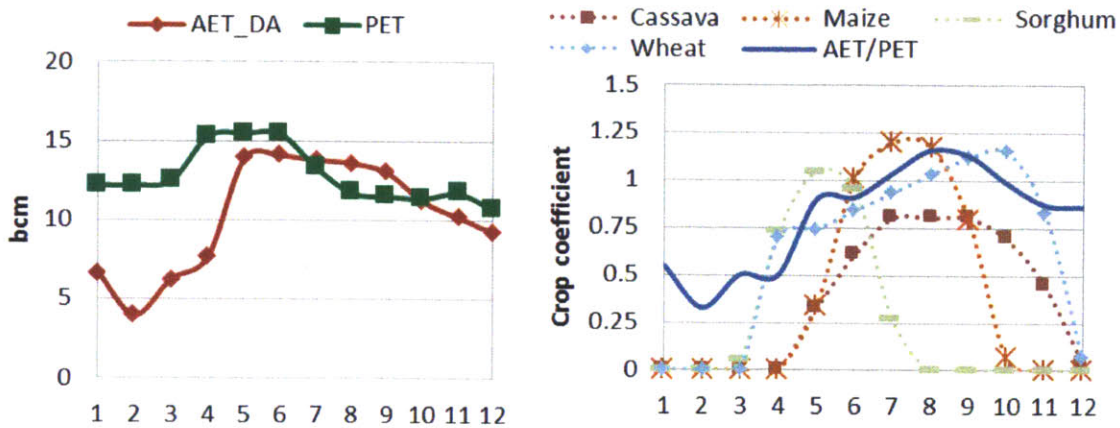 AET_DA PET
20
15
10
5
0
bcm
1 2 3 4 5 6 7 8 9 10 11 12
Cassava Maize Sorghum
Wheat AET/PET
1.5
1.25
1
0.75
0.5
0.25
0
Crop coefficient
1 2 3 4 5 6 7 8 9 10 11 12